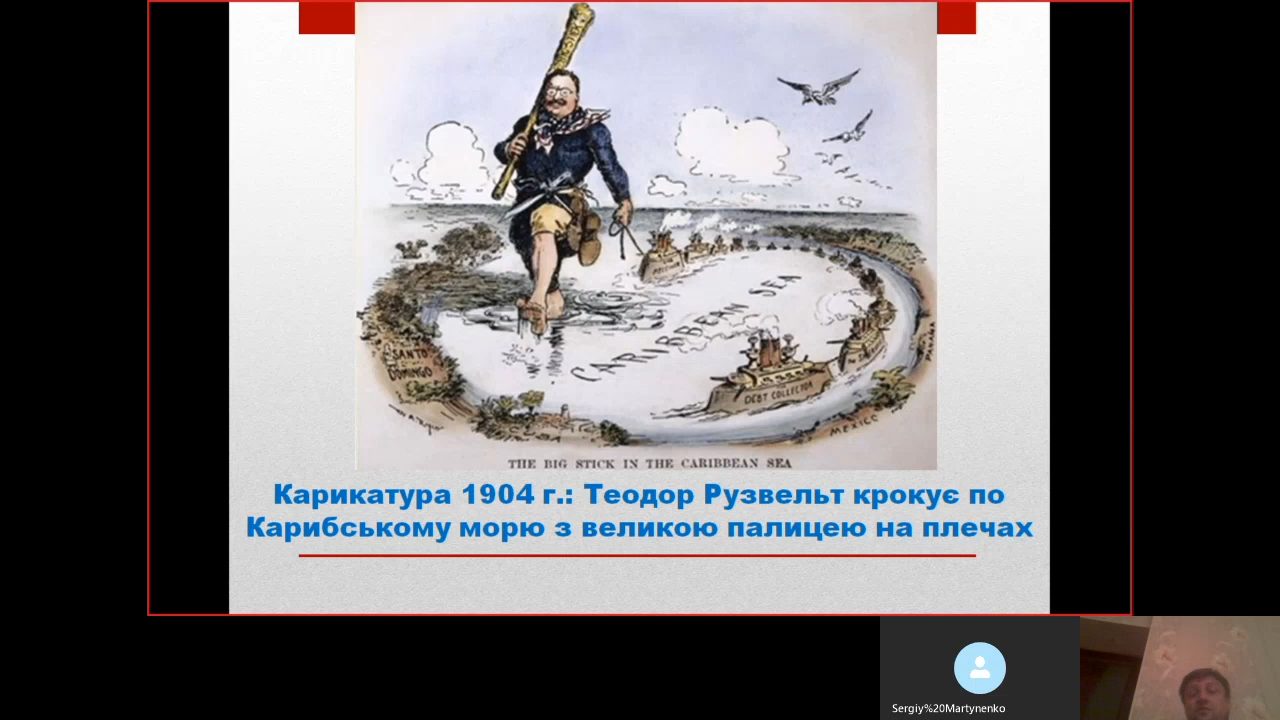 SANTO
DOMINGO
CARIBBEAN SEA
DEBT COLLECTOR
MEXICO
PANAMA
THE BIG STICK IN THE CARIBBEAN SEA
Карикатура 1904 г.: Теодор Рузвельт крокує по
Карибському морю з великою палицею на плечах
Sergiy%20Martynenko